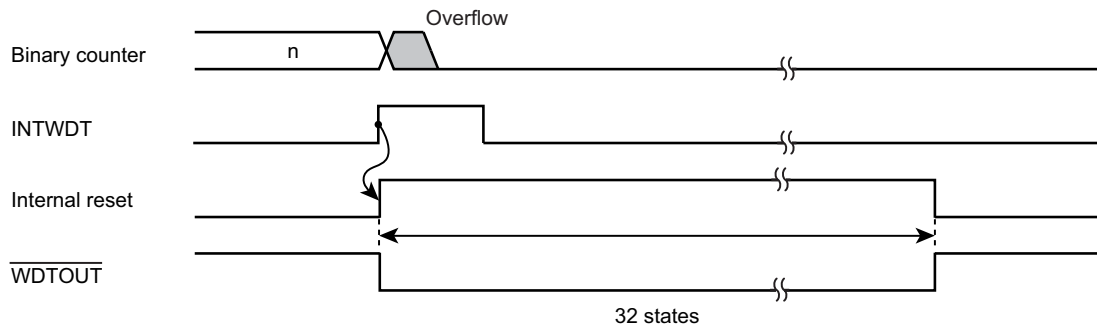 Overflow
Binary counter
n
INTWDT
Internal reset
WDTOUT
32 states